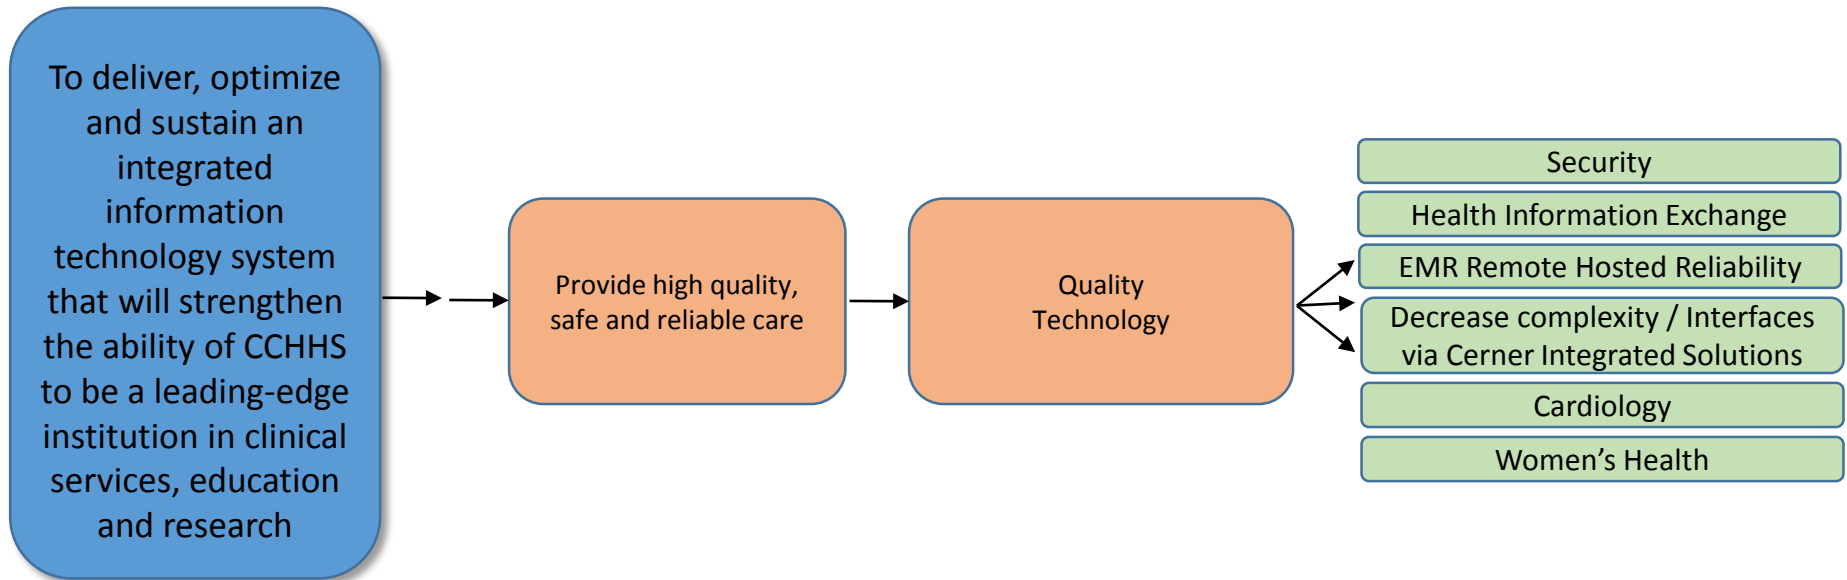 To deliver, optimize
and sustain an
integrated
information
technology system
that will strengthen
the ability of CCHHS
to be a leading-edge
institution in clinical
services, education
and research
Provide high quality,
safe and reliable care
Quality
Technology
Security
Health Information Exchange
EMR Remote Hosted Reliability
Decrease complexity / Interfaces
via Cerner Integrated Solutions
Cardiology
Women’s Health